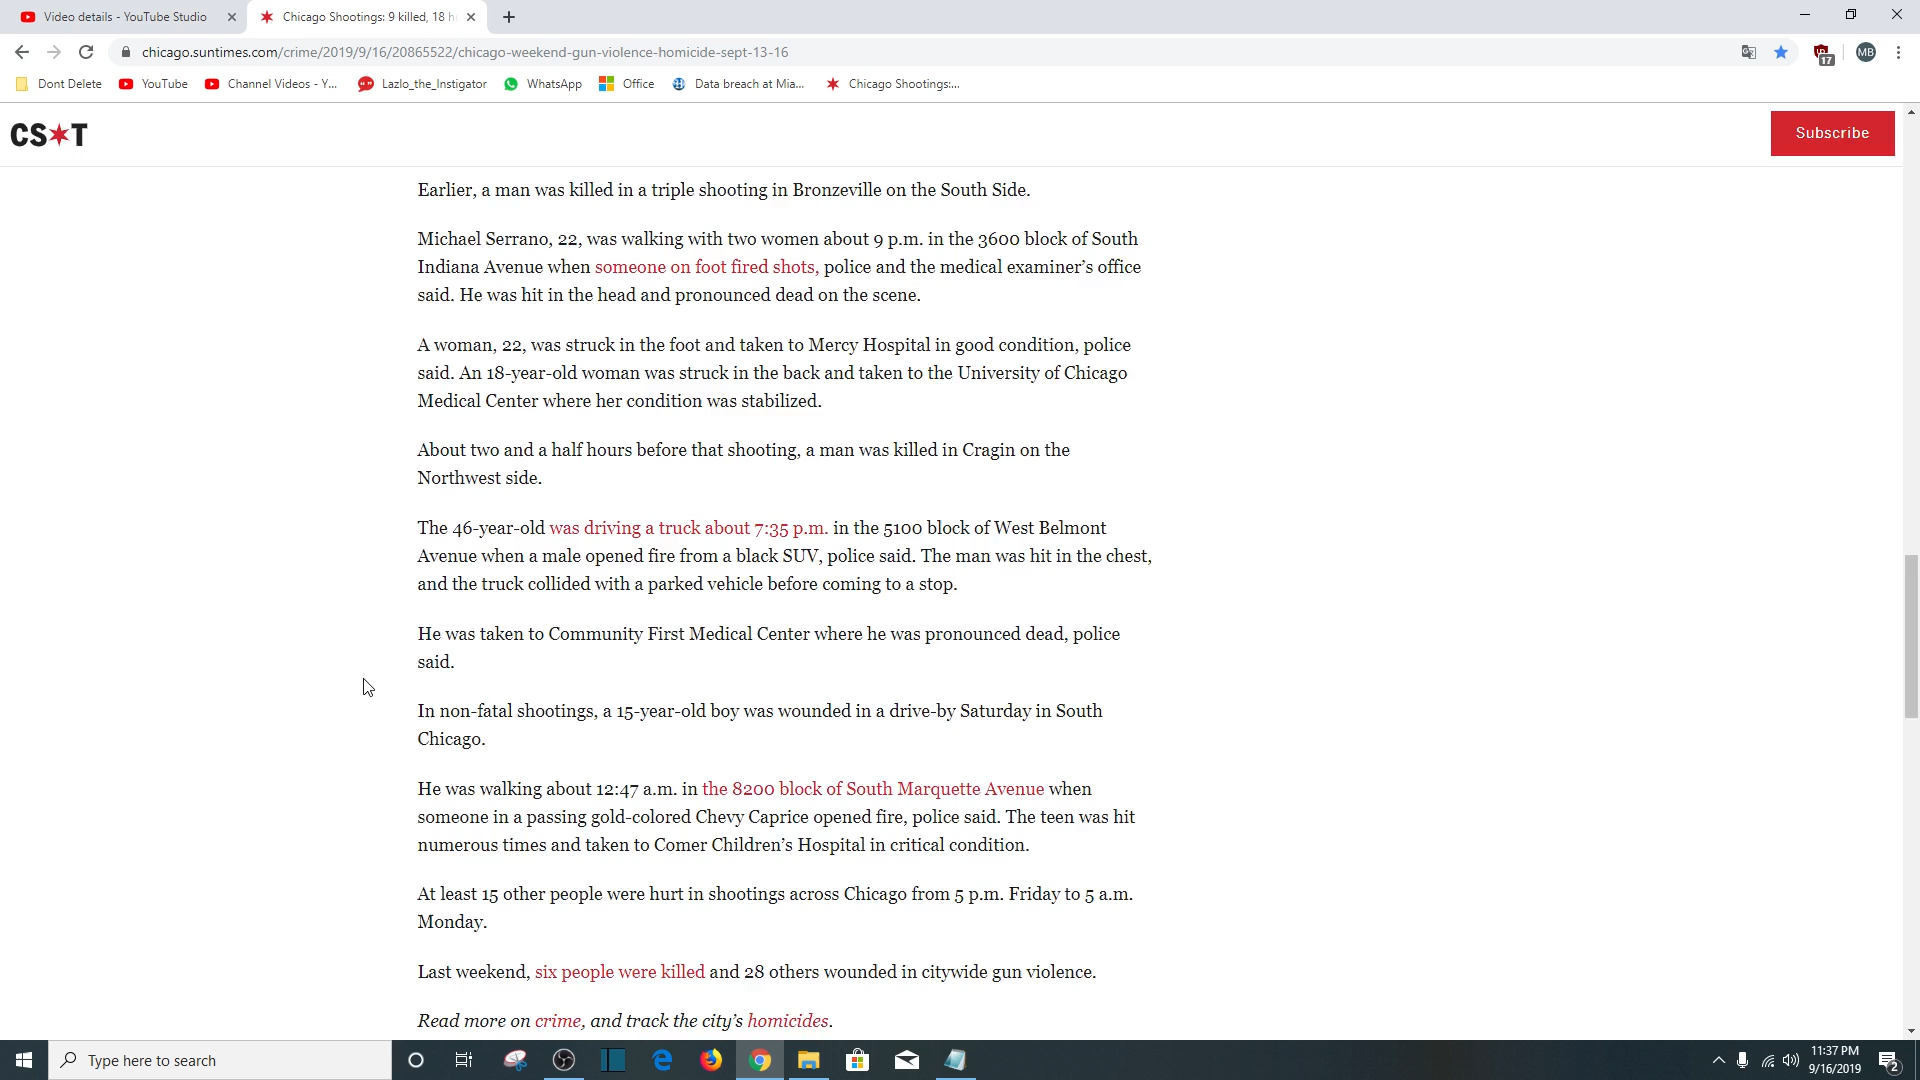 Video details - YouTube Studio
Chicago Shootings: 9 killed, 18 h
chicago.suntimes.com/crime/2019/9/16/20865522/chicago-weekend-gun-violence-homicide-sept-13-16
17
MB
Dont Delete
YouTube
Channel Videos - Y...
Lazlo_the_Instigator
WhatsApp
Office
Data breach at Mia...
Chicago Shootings:...
CS T
Subscribe
Earlier, a man was killed in a triple shooting in Bronzeville on the South Side.
Michael Serrano, 22, was walking with two women about 9 p.m. in the 3600 block of South
Indiana Avenue when someone on foot fired shots, police and the medical examiner’s office
said. He was hit in the head and pronounced dead on the scene.
A woman, 22, was struck in the foot and taken to Mercy Hospital in good condition, police
said. An 18-year-old woman was struck in the back and taken to the University of Chicago
Medical Center where her condition was stabilized.
About two and a half hours before that shooting, a man was killed in Cragin on the
Northwest side.
The 46-year-old was driving a truck about 7:35 p.m. in the 5100 block of West Belmont
Avenue when a male opened fire from a black SUV, police said. The man was hit in the chest,
and the truck collided with a parked vehicle before coming to a stop.
He was taken to Community First Medical Center where he was pronounced dead, police
said.
In non-fatal shootings, a 15-year-old boy was wounded in a drive-by Saturday in South
Chicago.
He was walking about 12:47 a.m. in the 8200 block of South Marquette Avenue when
someone in a passing gold-colored Chevy Caprice opened fire, police said. The teen was hit
numerous times and taken to Comer Children’s Hospital in critical condition.
At least 15 other people were hurt in shootings across Chicago from 5 p.m. Friday to 5 a.m.
Monday.
Last weekend, six people were killed and 28 others wounded in citywide gun violence.
Read more on crime, and track the city’s homicides.
Type here to search
11:37 PM
9/16/2019
2